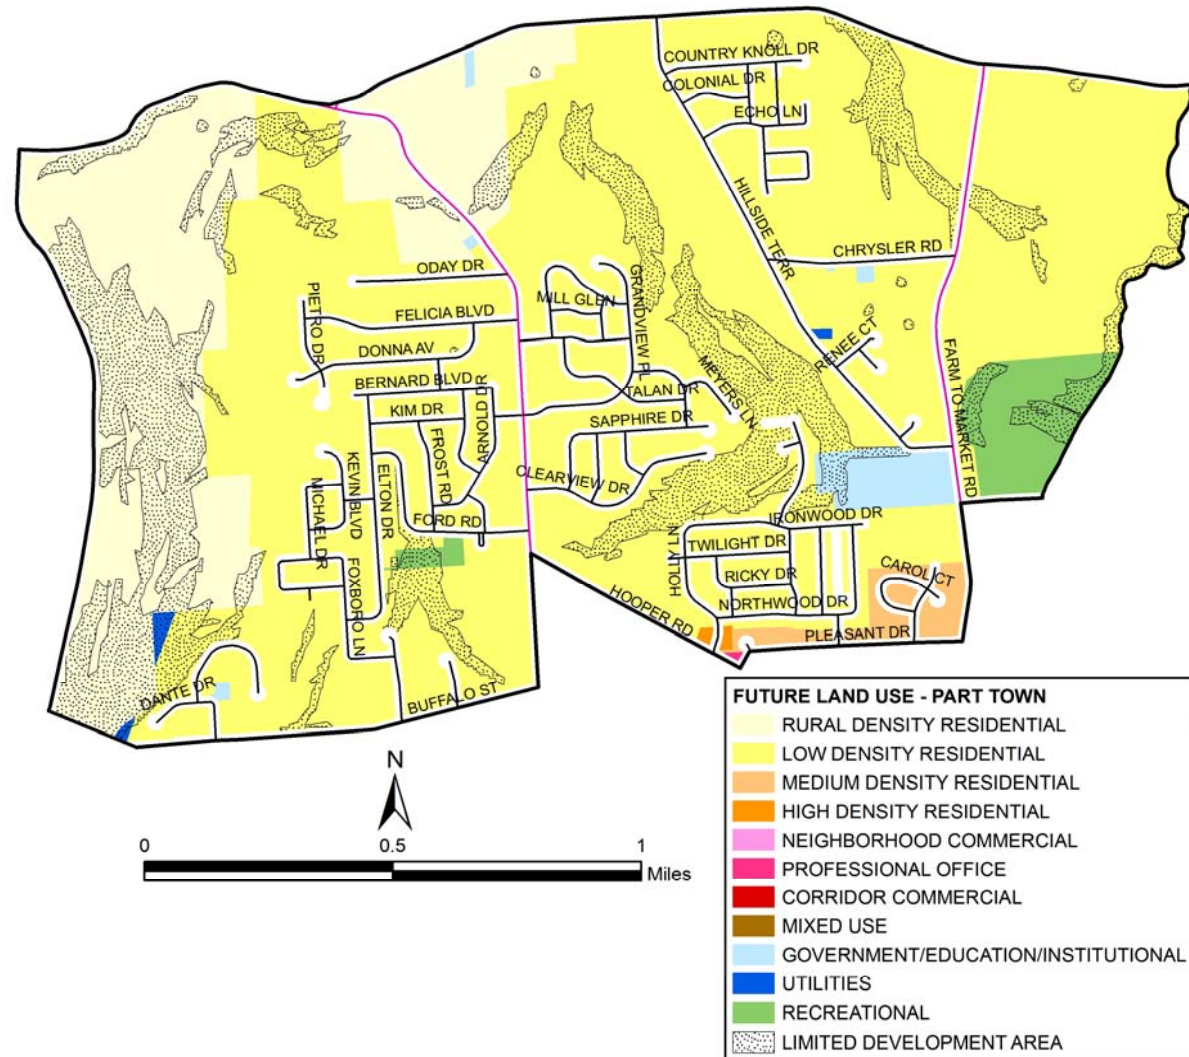 COUNTRY KNOLL DR
COLONIAL DR
ECHO LN
HILLSIDE TERR
CHRYSLER RD
ODAY DR
PIETRO DR
FELICIA BLVD
MILL GLEN
GRANDVIEW PL
DONNA AV
BERNARD BLVD
KIM DR
ARNOLD DR
FROST RD
TALAN DR
MEYERS LN
SAPPHIRE DR
RENEE CT
FARM TO MARKET RD
CLEARVIEW DR
KEVIN BLVD
ELTON DR
MICHAEL DR
FORD RD
FOXBORO LN
IRONWOOD DR
HOLLY LN
TWILIGHT DR
RICKY DR
NORTHWOOD DR
CAROL CT
HOOPER RD
PLEASANT DR
DANTE DR
BUFFALO ST
N
0 0.5 1
Miles
FUTURE LAND USE - PART TOWN
RURAL DENSITY RESIDENTIAL
LOW DENSITY RESIDENTIAL
MEDIUM DENSITY RESIDENTIAL
HIGH DENSITY RESIDENTIAL
NEIGHBORHOOD COMMERCIAL
PROFESSIONAL OFFICE
CORRIDOR COMMERCIAL
MIXED USE
GOVERNMENT/EDUCATION/INSTITUTIONAL
UTILITIES
RECREATIONAL
LIMITED DEVELOPMENT AREA